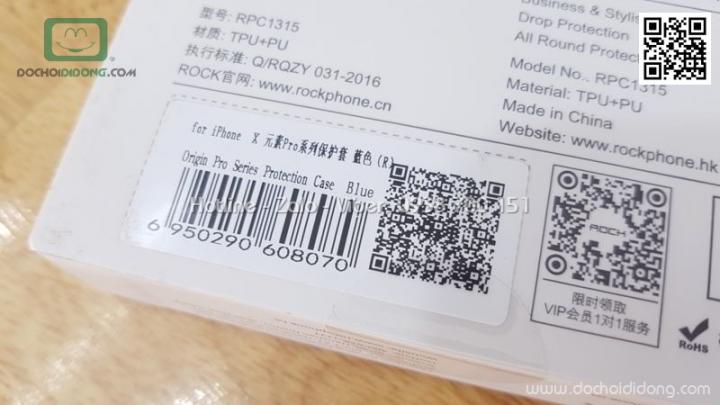 型号: RPC1315
材质: TPU+PU
执行标准: Q/RQZY 031-2016
ROCK官网: www.rockphone.cn
Business & Stylis
Drop Protection
All Round Protect
Model No.. RPC1315
Material: TPU+PU
Made in China
Website: www.rockphone.hk
for iPhone X 元素Pro系列保护套 蓝色 (R)
Origin Pro Series Protection Case Blue
6 950290 608070
Hotline - Zalo - Viber:
ROCK
限时领取
VIP会员1对1服务
RoHS
DOCHOIDIDONG.COM
www.dochoididong.com